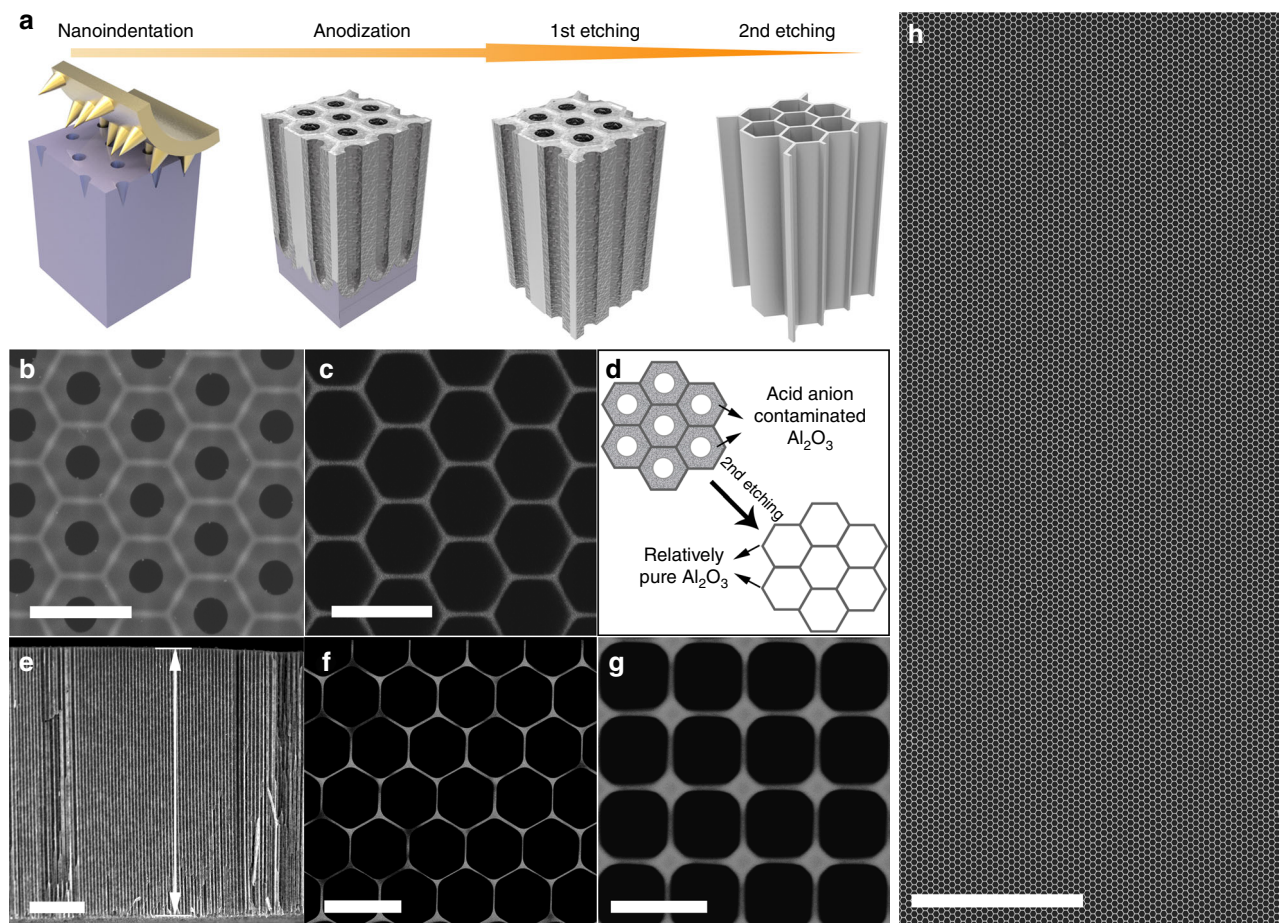 a
Nanoindentation
Anodization
1st etching
2nd etching
b
c
d
Acid anion
contaminated
Al₂O₃
2nd etching
Relatively
pure Al₂O₃
e
f
g
h